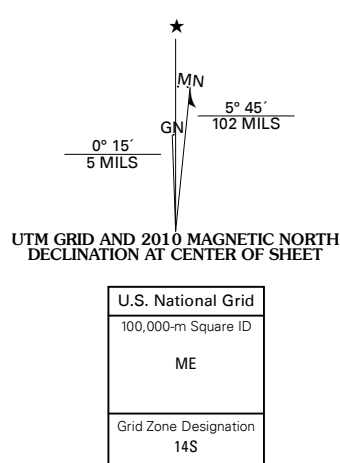 ★
MN
GN
5° 45´
102 MILS
0° 15´
5 MILS
UTM GRID AND 2010 MAGNETIC NORTH
DECLINATION AT CENTER OF SHEET
U.S. National Grid
100,000-m Square ID
ME
Grid Zone Designation
14S